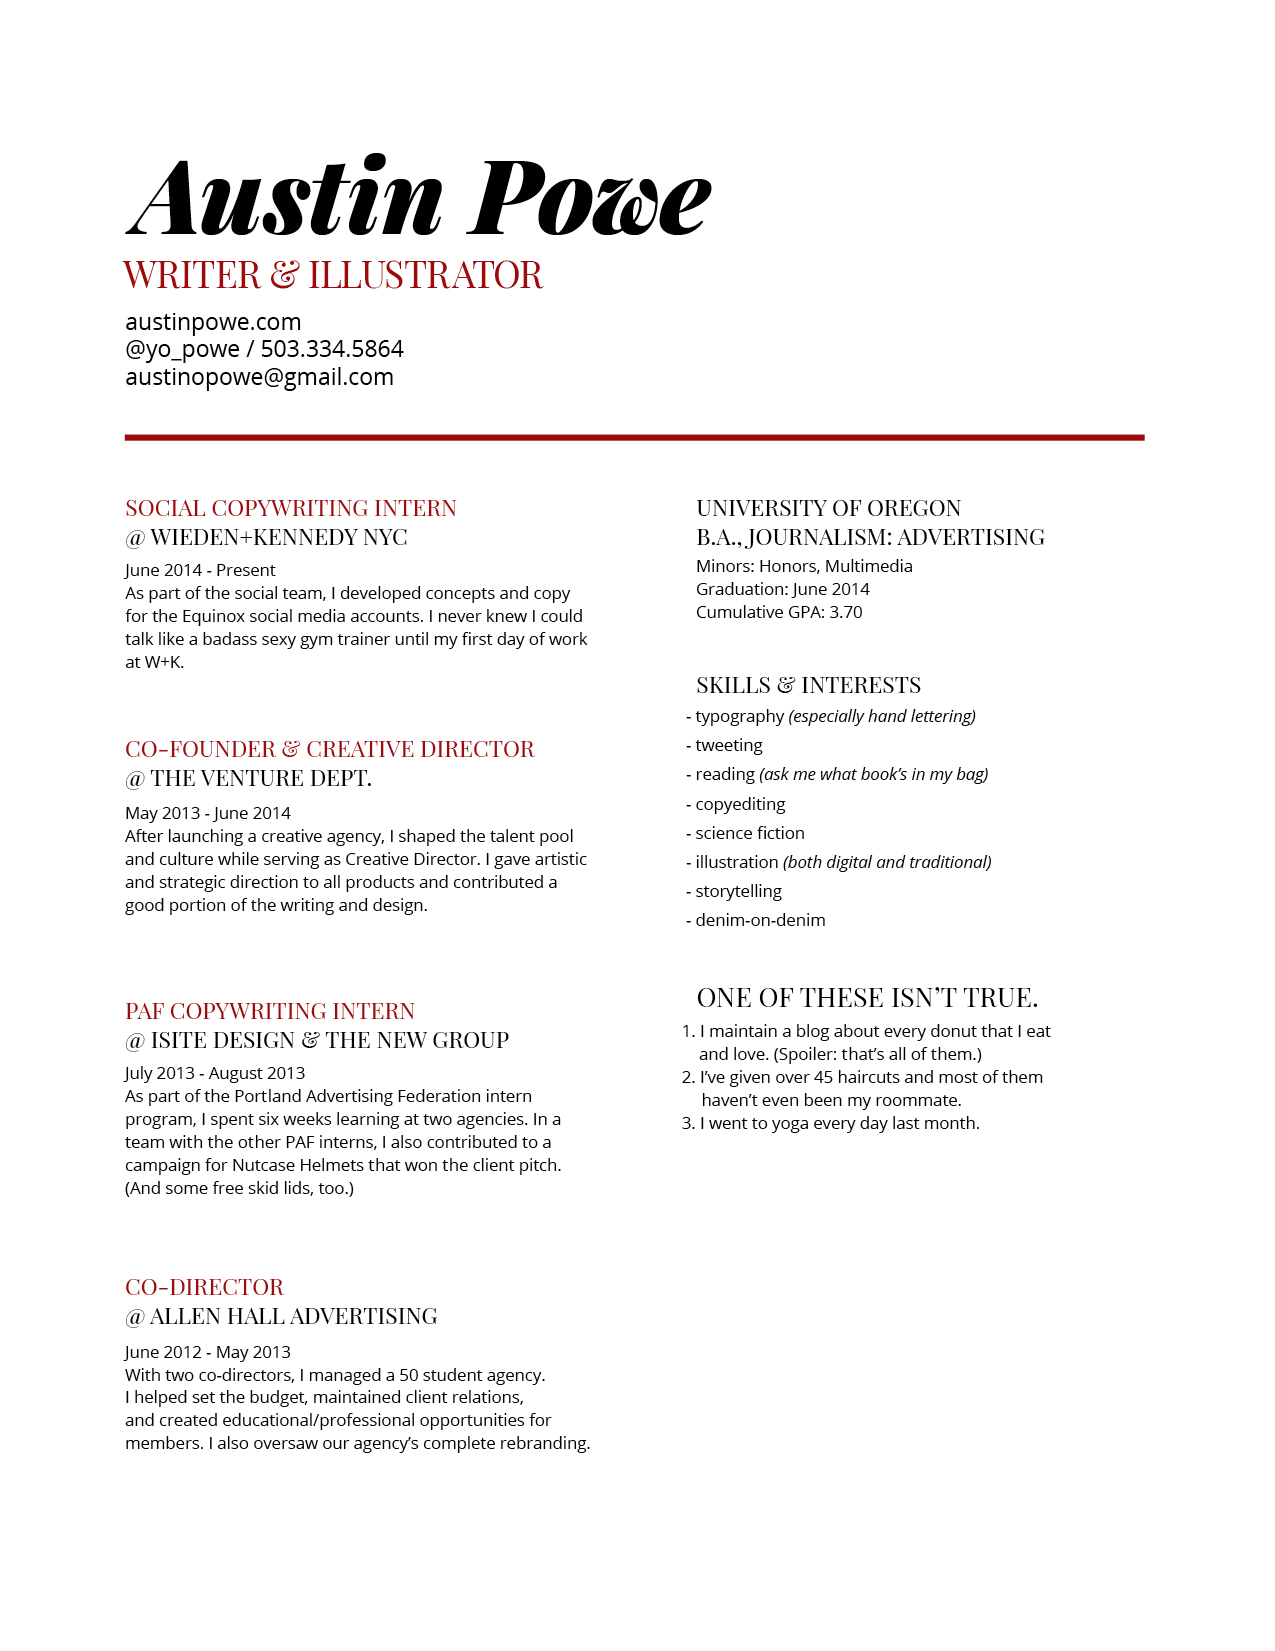 Austin Powe
WRITER & ILLUSTRATOR
austinpowe.com
@yo_powe / 503.334.5864
austinopowe@gmail.com
SOCIAL COPYWRITING INTERN
@ WIEDEN+KENNEDY NYC
June 2014 - Present
As part of the social team, I developed concepts and copy
for the Equinox social media accounts. I never knew I could
talk like a badass sexy gym trainer until my first day of work
at W+K.
CO-FOUNDER & CREATIVE DIRECTOR
@ THE VENTURE DEPT.
May 2013 - June 2014
After launching a creative agency, I shaped the talent pool
and culture while serving as Creative Director. I gave artistic
and strategic direction to all products and contributed a
good portion of the writing and design.
PAF COPYWRITING INTERN
@ ISITE DESIGN & THE NEW GROUP
July 2013 - August 2013
As part of the Portland Advertising Federation intern
program, I spent six weeks learning at two agencies. In a
team with the other PAF interns, I also contributed to a
campaign for Nutcase Helmets that won the client pitch.
(And some free skid lids, too.)
CO-DIRECTOR
@ ALLEN HALL ADVERTISING
June 2012 - May 2013
With two co-directors, I managed a 50 student agency.
I helped set the budget, maintained client relations,
and created educational/professional opportunities for
members. I also oversaw our agency’s complete rebranding.
UNIVERSITY OF OREGON
B.A., JOURNALISM: ADVERTISING
Minors: Honors, Multimedia
Graduation: June 2014
Cumulative GPA: 3.70
SKILLS & INTERESTS
- typography (especially hand lettering)
- tweeting
- reading (ask me what book’s in my bag)
- copyediting
- science fiction
- illustration (both digital and traditional)
- storytelling
- denim-on-denim
ONE OF THESE ISN’T TRUE.
1. I maintain a blog about every donut that I eat
and love. (Spoiler: that’s all of them.)
2. I’ve given over 45 haircuts and most of them
haven’t even been my roommate.
3. I went to yoga every day last month.